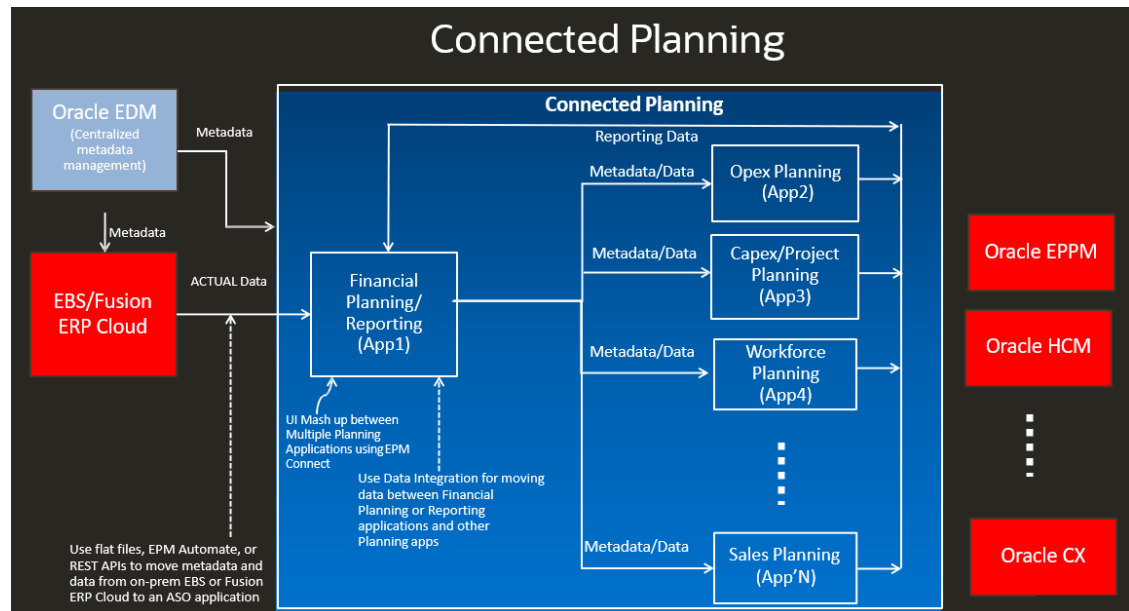 Connected Planning
Oracle EDM
(Centralized
metadata
management)
Metadata
Metadata
EBS/Fusion
ERP Cloud
ACTUAL Data
Use flat files, EPM Automate, or
REST APIs to move metadata and
data from on-prem EBS or Fusion
ERP Cloud to an ASO application
Connected Planning
Reporting Data
Financial
Planning/
Reporting
(App1)
UI Mash up between
Multiple Planning
Applications using EPM
Connect
Use Data Integration for moving
data between Financial
Planning or Reporting
applications and other
Planning apps
Metadata/Data
Opex Planning
(App2)
Metadata/Data
Capex/Project
Planning
(App3)
Metadata/Data
Workforce
Planning
(App4)
Metadata/Data
Sales Planning
(App'N)
Oracle EPPM
Oracle HCM
Oracle CX